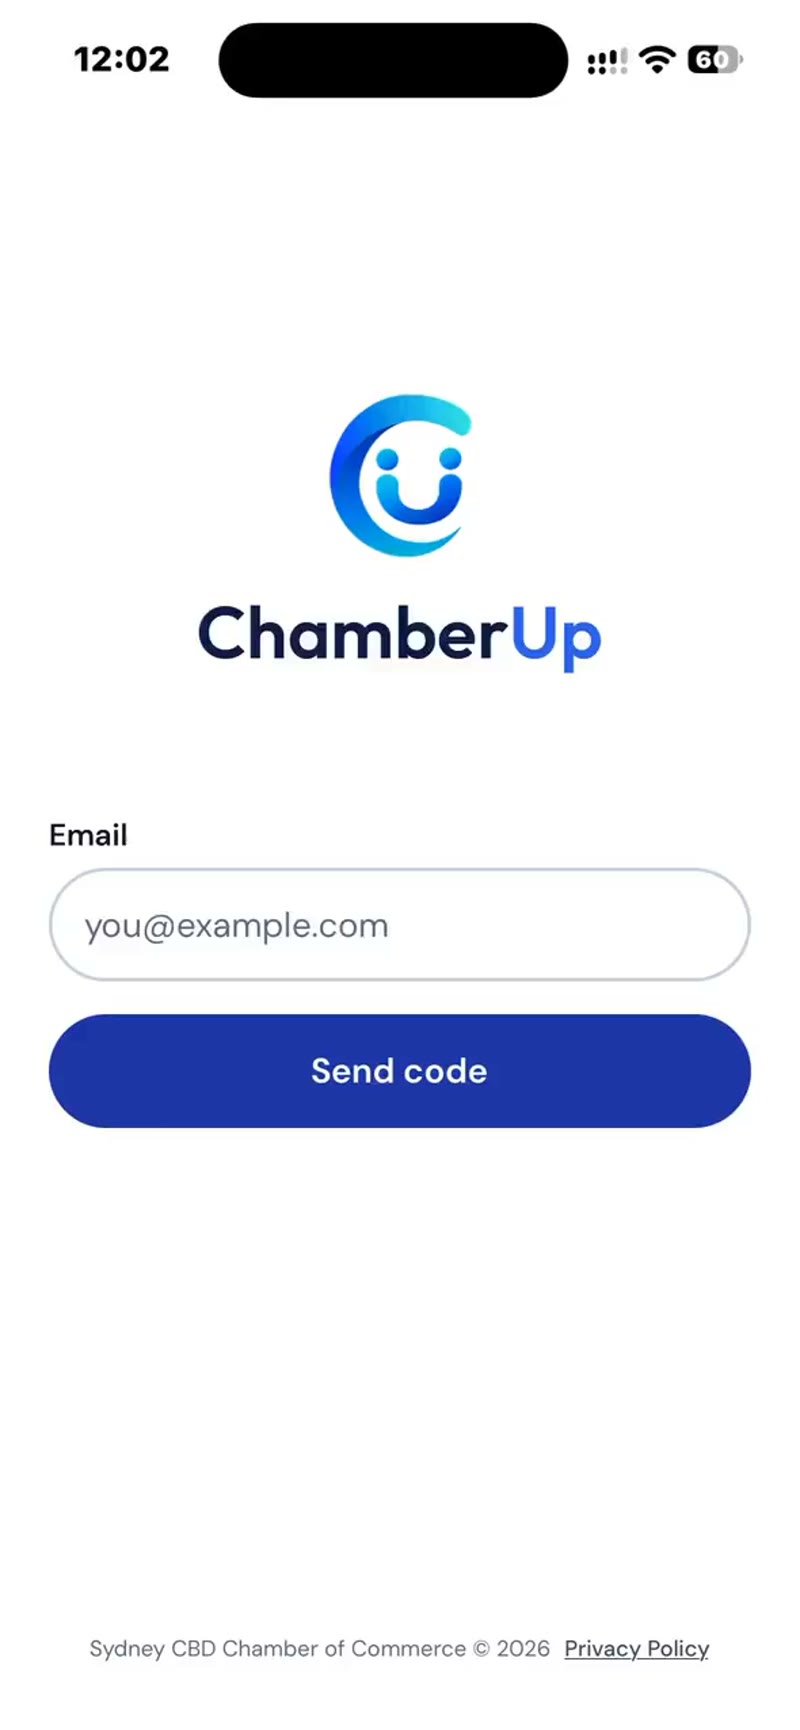 12:02
60
ChamberUp
Email
you@example.com
Send code
Sydney CBD Chamber of Commerce © 2026 Privacy Policy